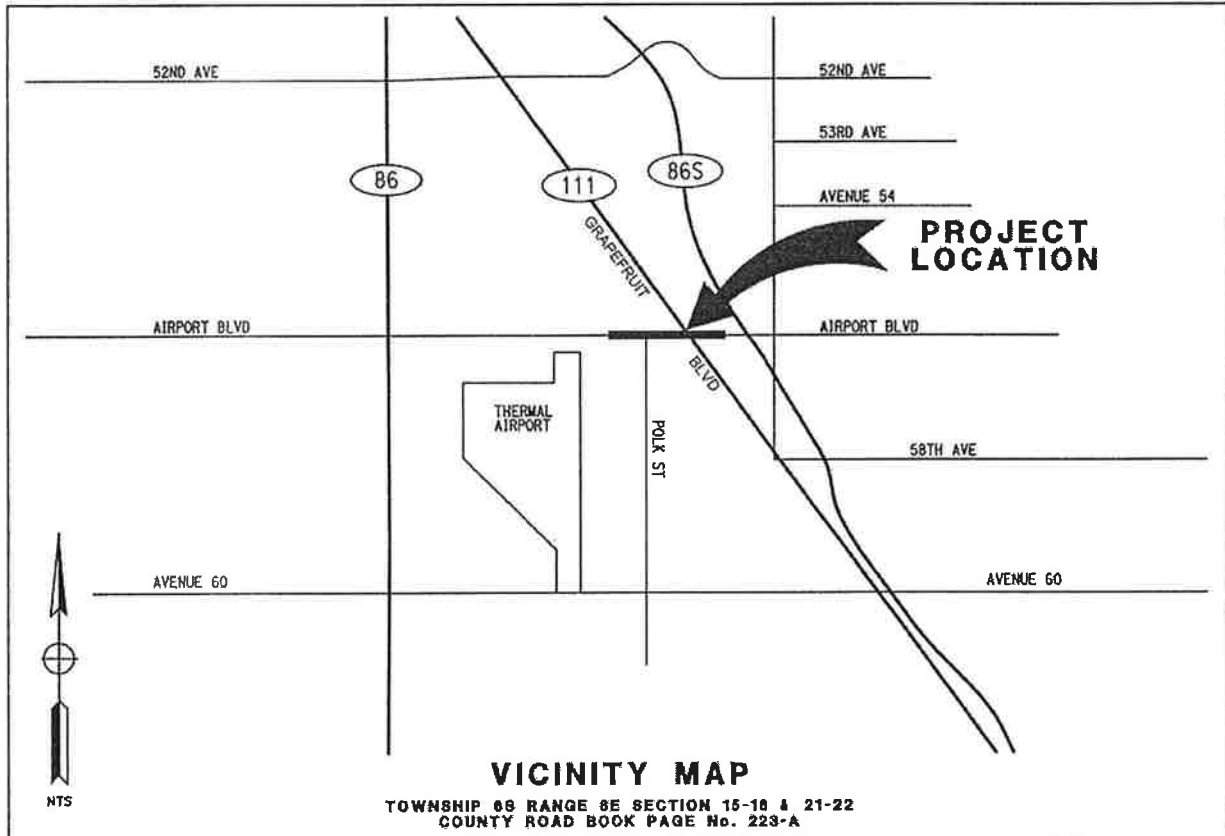 52ND AVE
52ND AVE
53RD AVE
86
111
86S
AVENUE 54
PROJECT
LOCATION
GRAPEFRUIT
AIRPORT BLVD
AIRPORT BLVD
BLVD
THERMAL
AIRPORT
POLK ST
58TH AVE
AVENUE 60
AVENUE 60
NTS
VICINITY MAP
TOWNSHIP 6S RANGE 8E SECTION 15-16 & 21-22
COUNTY ROAD BOOK PAGE No. 223-A